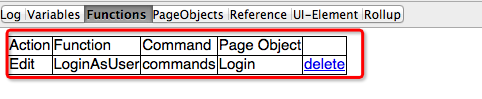 Log Variables Functions PageObjects Reference UI-Element Rollup
Action Function Command Page Object
Edit LoginAsUser commands Login delete